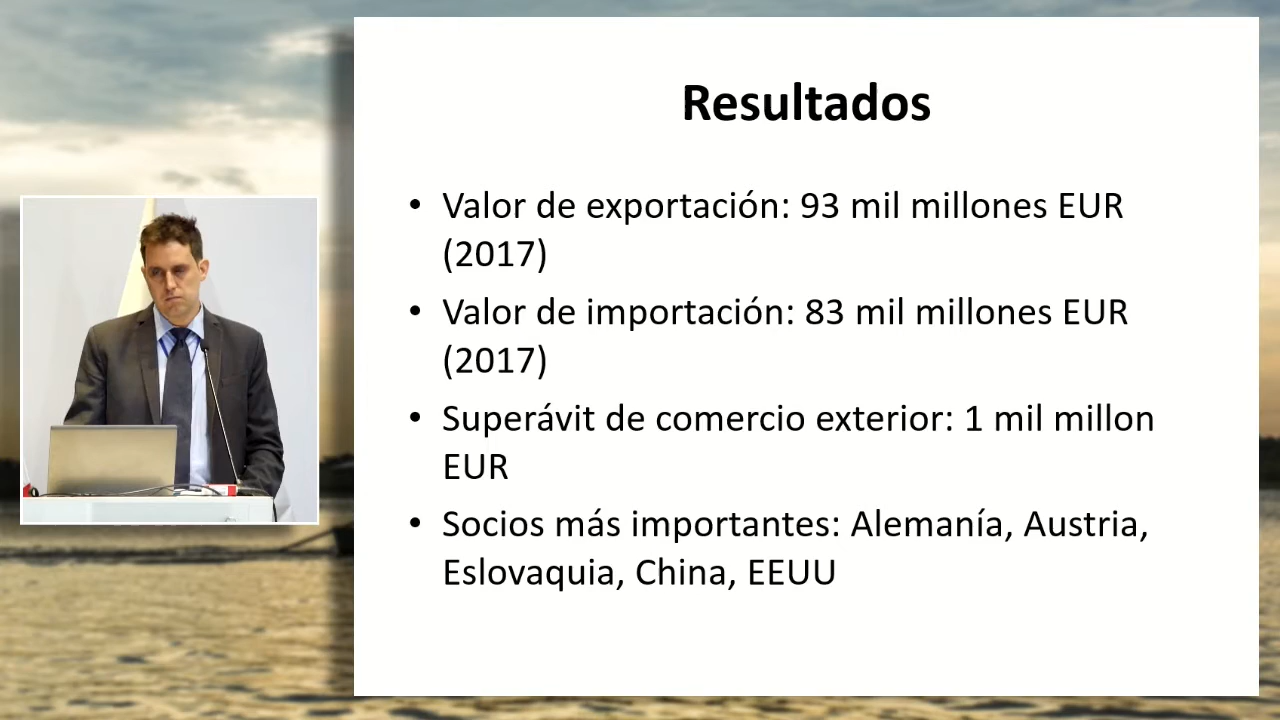 Resultados
• Valor de exportación: 93 mil millones EUR
(2017)
• Valor de importación: 83 mil millones EUR
(2017)
• Superávit de comercio exterior: 1 mil millon
EUR
• Socios más importantes: Alemanía, Austria,
Eslovaquia, China, EEUU